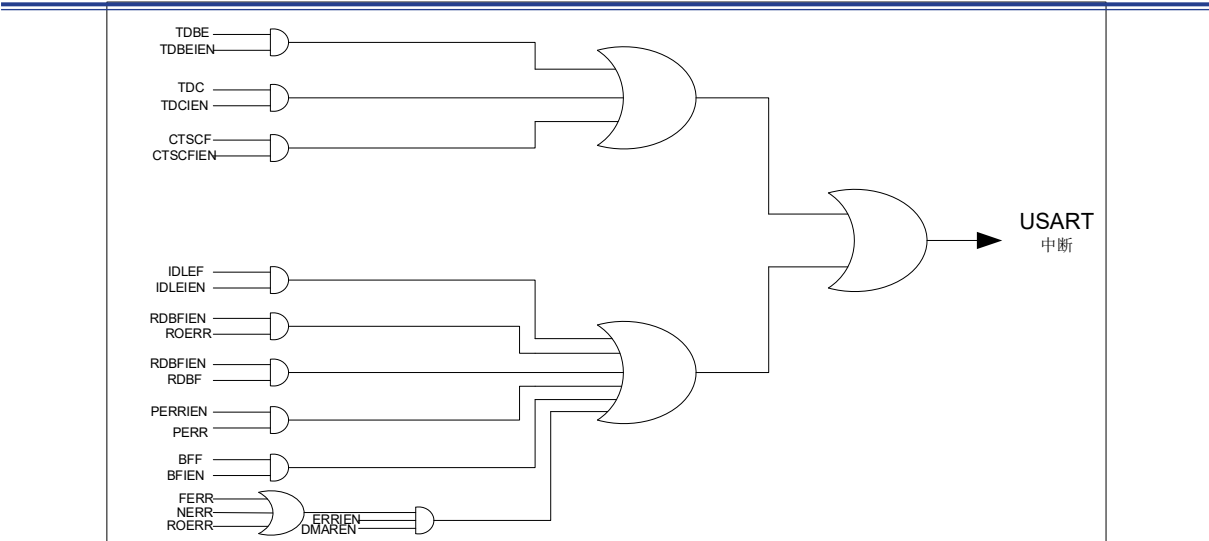 TDBE
TDBEIEN
TDC
TDCIEN
CTSCF
CTSCFIEN
USART
中断
IDLEF
IDLEIEN
RDBFIEN
ROERR
RDBFIEN
RDBF
PERRIEN
PERR
BFF
BFIEN
FERR
NERR
ROERR
ERRIEN
DMAREN